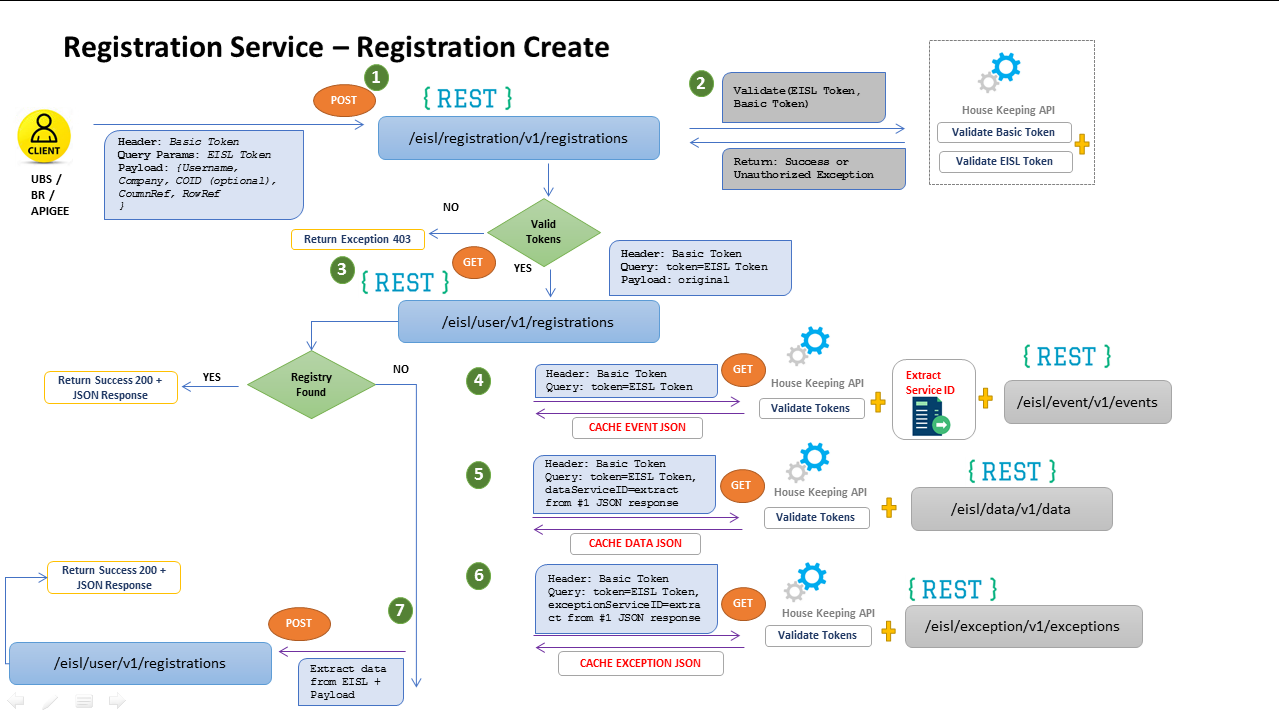 Registration Service – Registration Create
1
POST
{ REST }
CLIENT
UBS /
BR /
APIGEE
Header: Basic Token
Query Params: EISL Token
Payload: {Username,
Company, COID (optional),
CoumnRef, RowRef
}
/eisl/registration/v1/registrations
2
Validate(EISL Token,
Basic Token)
Return: Success or
Unauthorized Exception
House Keeping API
Validate Basic Token
Validate EISL Token
NO
Valid
Tokens
Return Exception 403
YES
Header: Basic Token
Query: token=EISL Token
Payload: original
3
{ REST }
GET
/eisl/user/v1/registrations
Registry
Found
YES
NO
Return Success 200 +
JSON Response
4
Header: Basic Token
Query: token=EISL Token
GET
CACHE EVENT JSON
House Keeping API
Validate Tokens
Extract
Service ID
{ REST }
/eisl/event/v1/events
5
Header: Basic Token
Query: token=EISL Token,
dataServiceID=extract
from #1 JSON response
GET
CACHE DATA JSON
House Keeping API
Validate Tokens
{ REST }
/eisl/data/v1/data
6
Header: Basic Token
Query: token=EISL Token,
exceptionServiceID=extra
ct from #1 JSON response
GET
CACHE EXCEPTION JSON
House Keeping API
Validate Tokens
{ REST }
/eisl/exception/v1/exceptions
7
POST
Extract data
from EISL +
Payload
/eisl/user/v1/registrations
Return Success 200 +
JSON Response